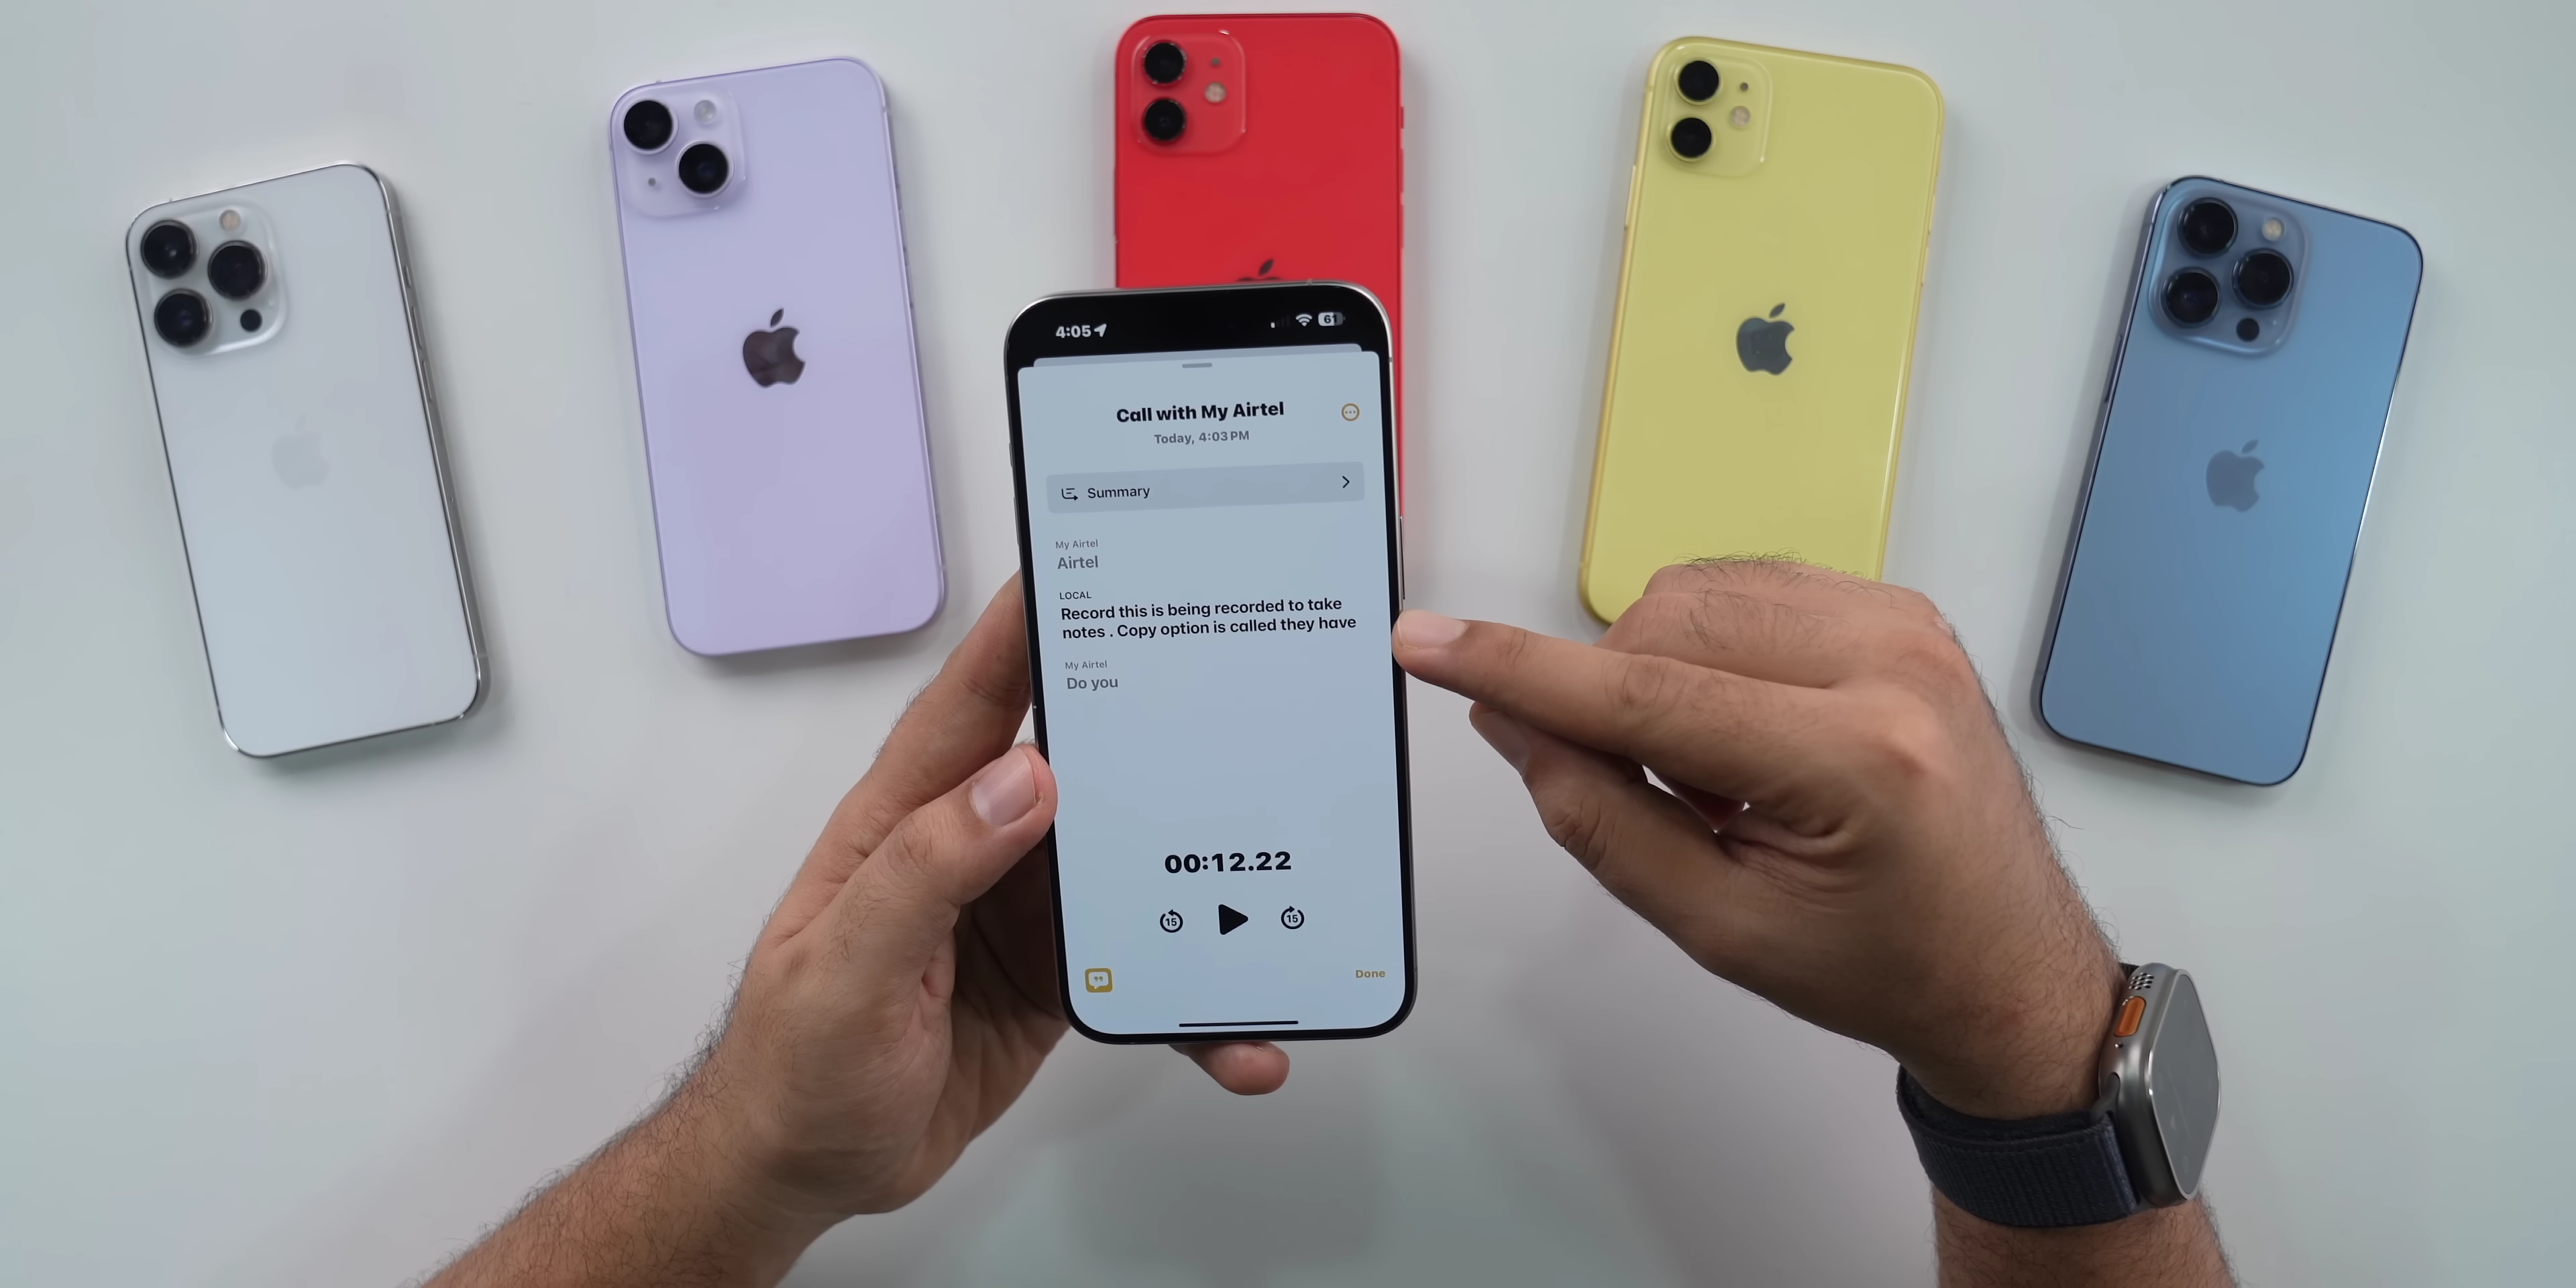 4:05
61
Call with My Airtel
Today, 4:03 PM
Summary
My Airtel
Airtel
LOCAL
Record this is being recorded to take
notes . Copy option is called they have
My Airtel
Do you
00:12.22
15
15
Done